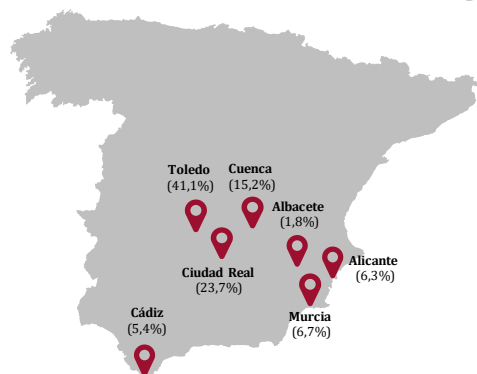 Toledo
(41,1%)
Cuenca
(15,2%)
Albacete
(1,8%)
Ciudad Real
(23,7%)
Alicante
(6,3%)
Cádiz
(5,4%)
Murcia
(6,7%)